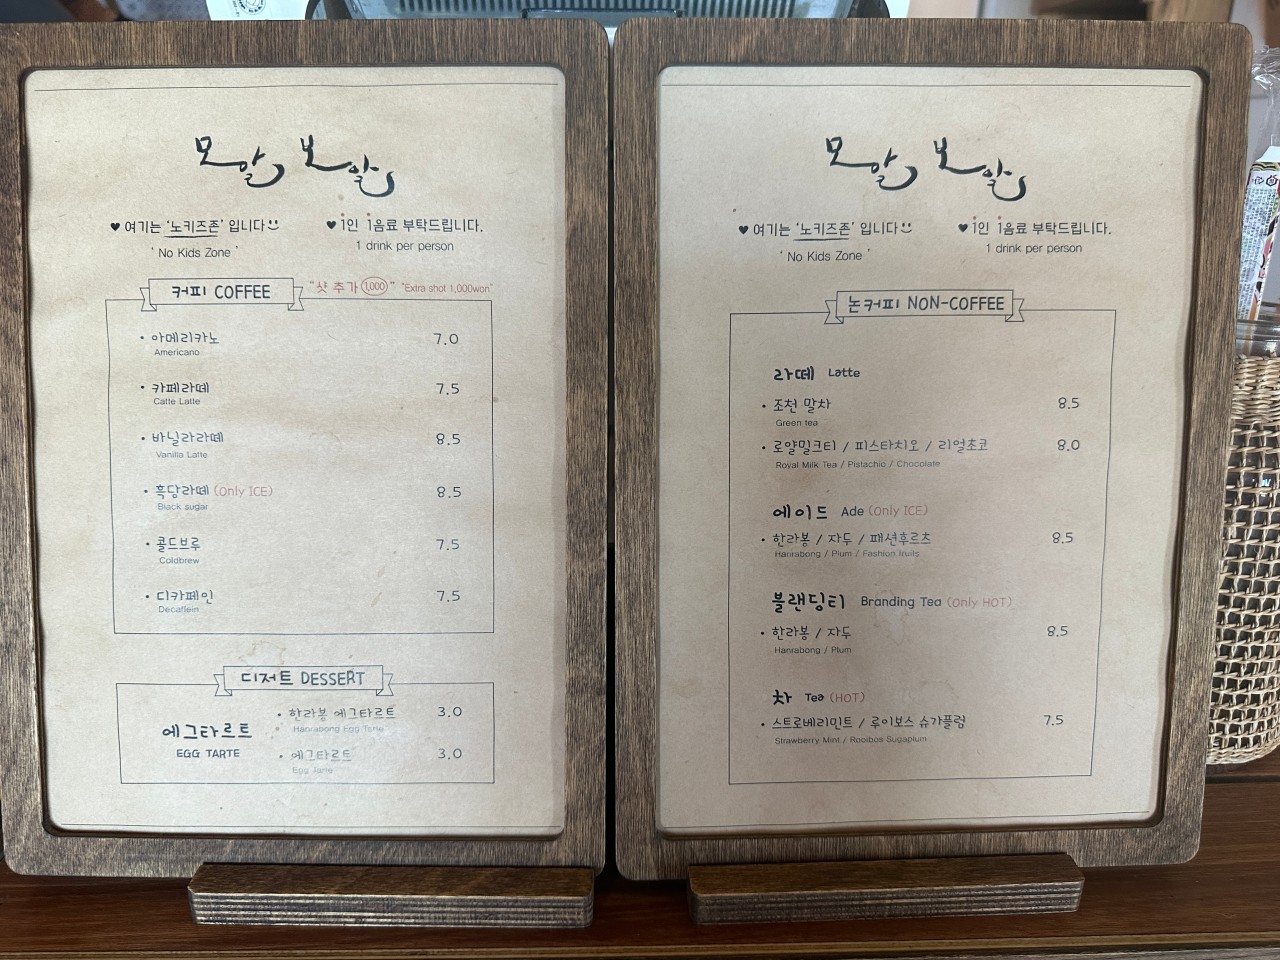 모알 보알
♥ 여기는 '노키즈존' 입니다
' No Kids Zone '
♥ 1인 1음료 부탁드립니다.
1 drink per person
커피 COFFEE
"샷 추가 1,000" "Extra shot 1,000won"
• 아메리카노 7.0
Americano
• 카페라떼 7.5
Catte Latte
• 바닐라라떼 8.5
Vanilla Latte
• 흑당라떼 (Only ICE) 8.5
Black sugar
• 콜드브루 7.5
Coldbrew
• 디카페인 7.5
Decaffein
디저트 DESSERT
에그타르트
EGG TARTE
• 한라봉 에그타르트 3.0
Hanrabong Egg Tarte
• 에그타르트 3.0
Egg Tarte
모알 보알
♥ 여기는 '노키즈존' 입니다
' No Kids Zone '
♥ 1인 1음료 부탁드립니다.
1 drink per person
논커피 NON-COFFEE
라떼 Latte
• 조천 말차 8.5
Green tea
• 로얄밀크티 / 피스타치오 / 리얼초코 8.0
Royal Milk Tea / Pistachio / Chocolate
에이드 Ade (Only ICE)
• 한라봉 / 자두 / 패션후르츠 8.5
Hanrabong / Plum / Fashion fruits
블랜딩티 Branding Tea (Only HOT)
• 한라봉 / 자두 8.5
Hanrabong / Plum
차 Tea (HOT)
• 스트로베리민트 / 루이보스 슈가플럼 7.5
Strawberry Mint / Rooibos Sugaplum